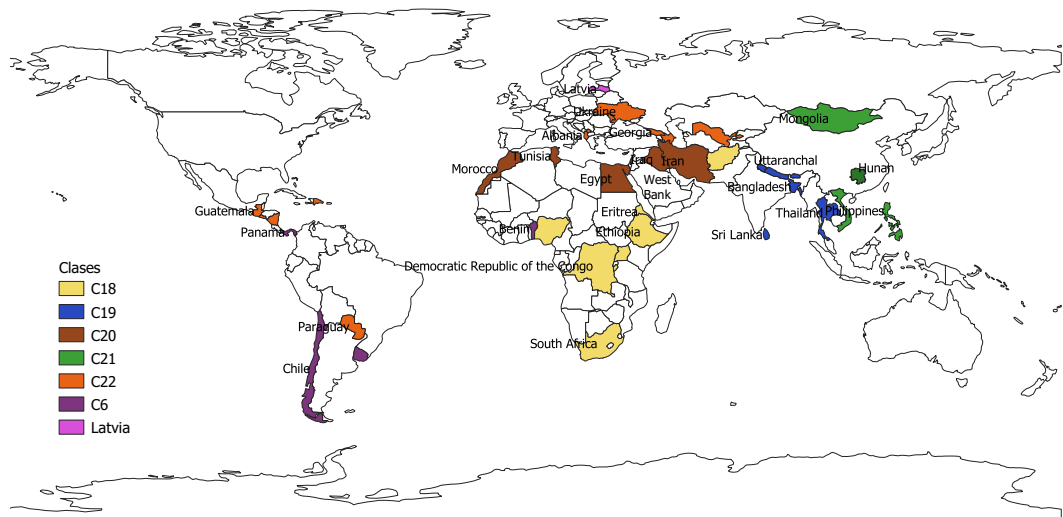 Latvia
Ukraine
Mongolia
Albania
Georgia
Tunisia
Morocco
Iraq
Iran
Uttaranchal
Hunan
Egypt
West
Bank
Bangladesh
Guatemala
Eritrea
Thailand
Philippines
Panama
Benin
Ethiopia
Sri Lanka
Democratic Republic of the Congo
Clases
C18
C19
C20
C21
C22
C6
Latvia
Paraguay
South Africa
Chile